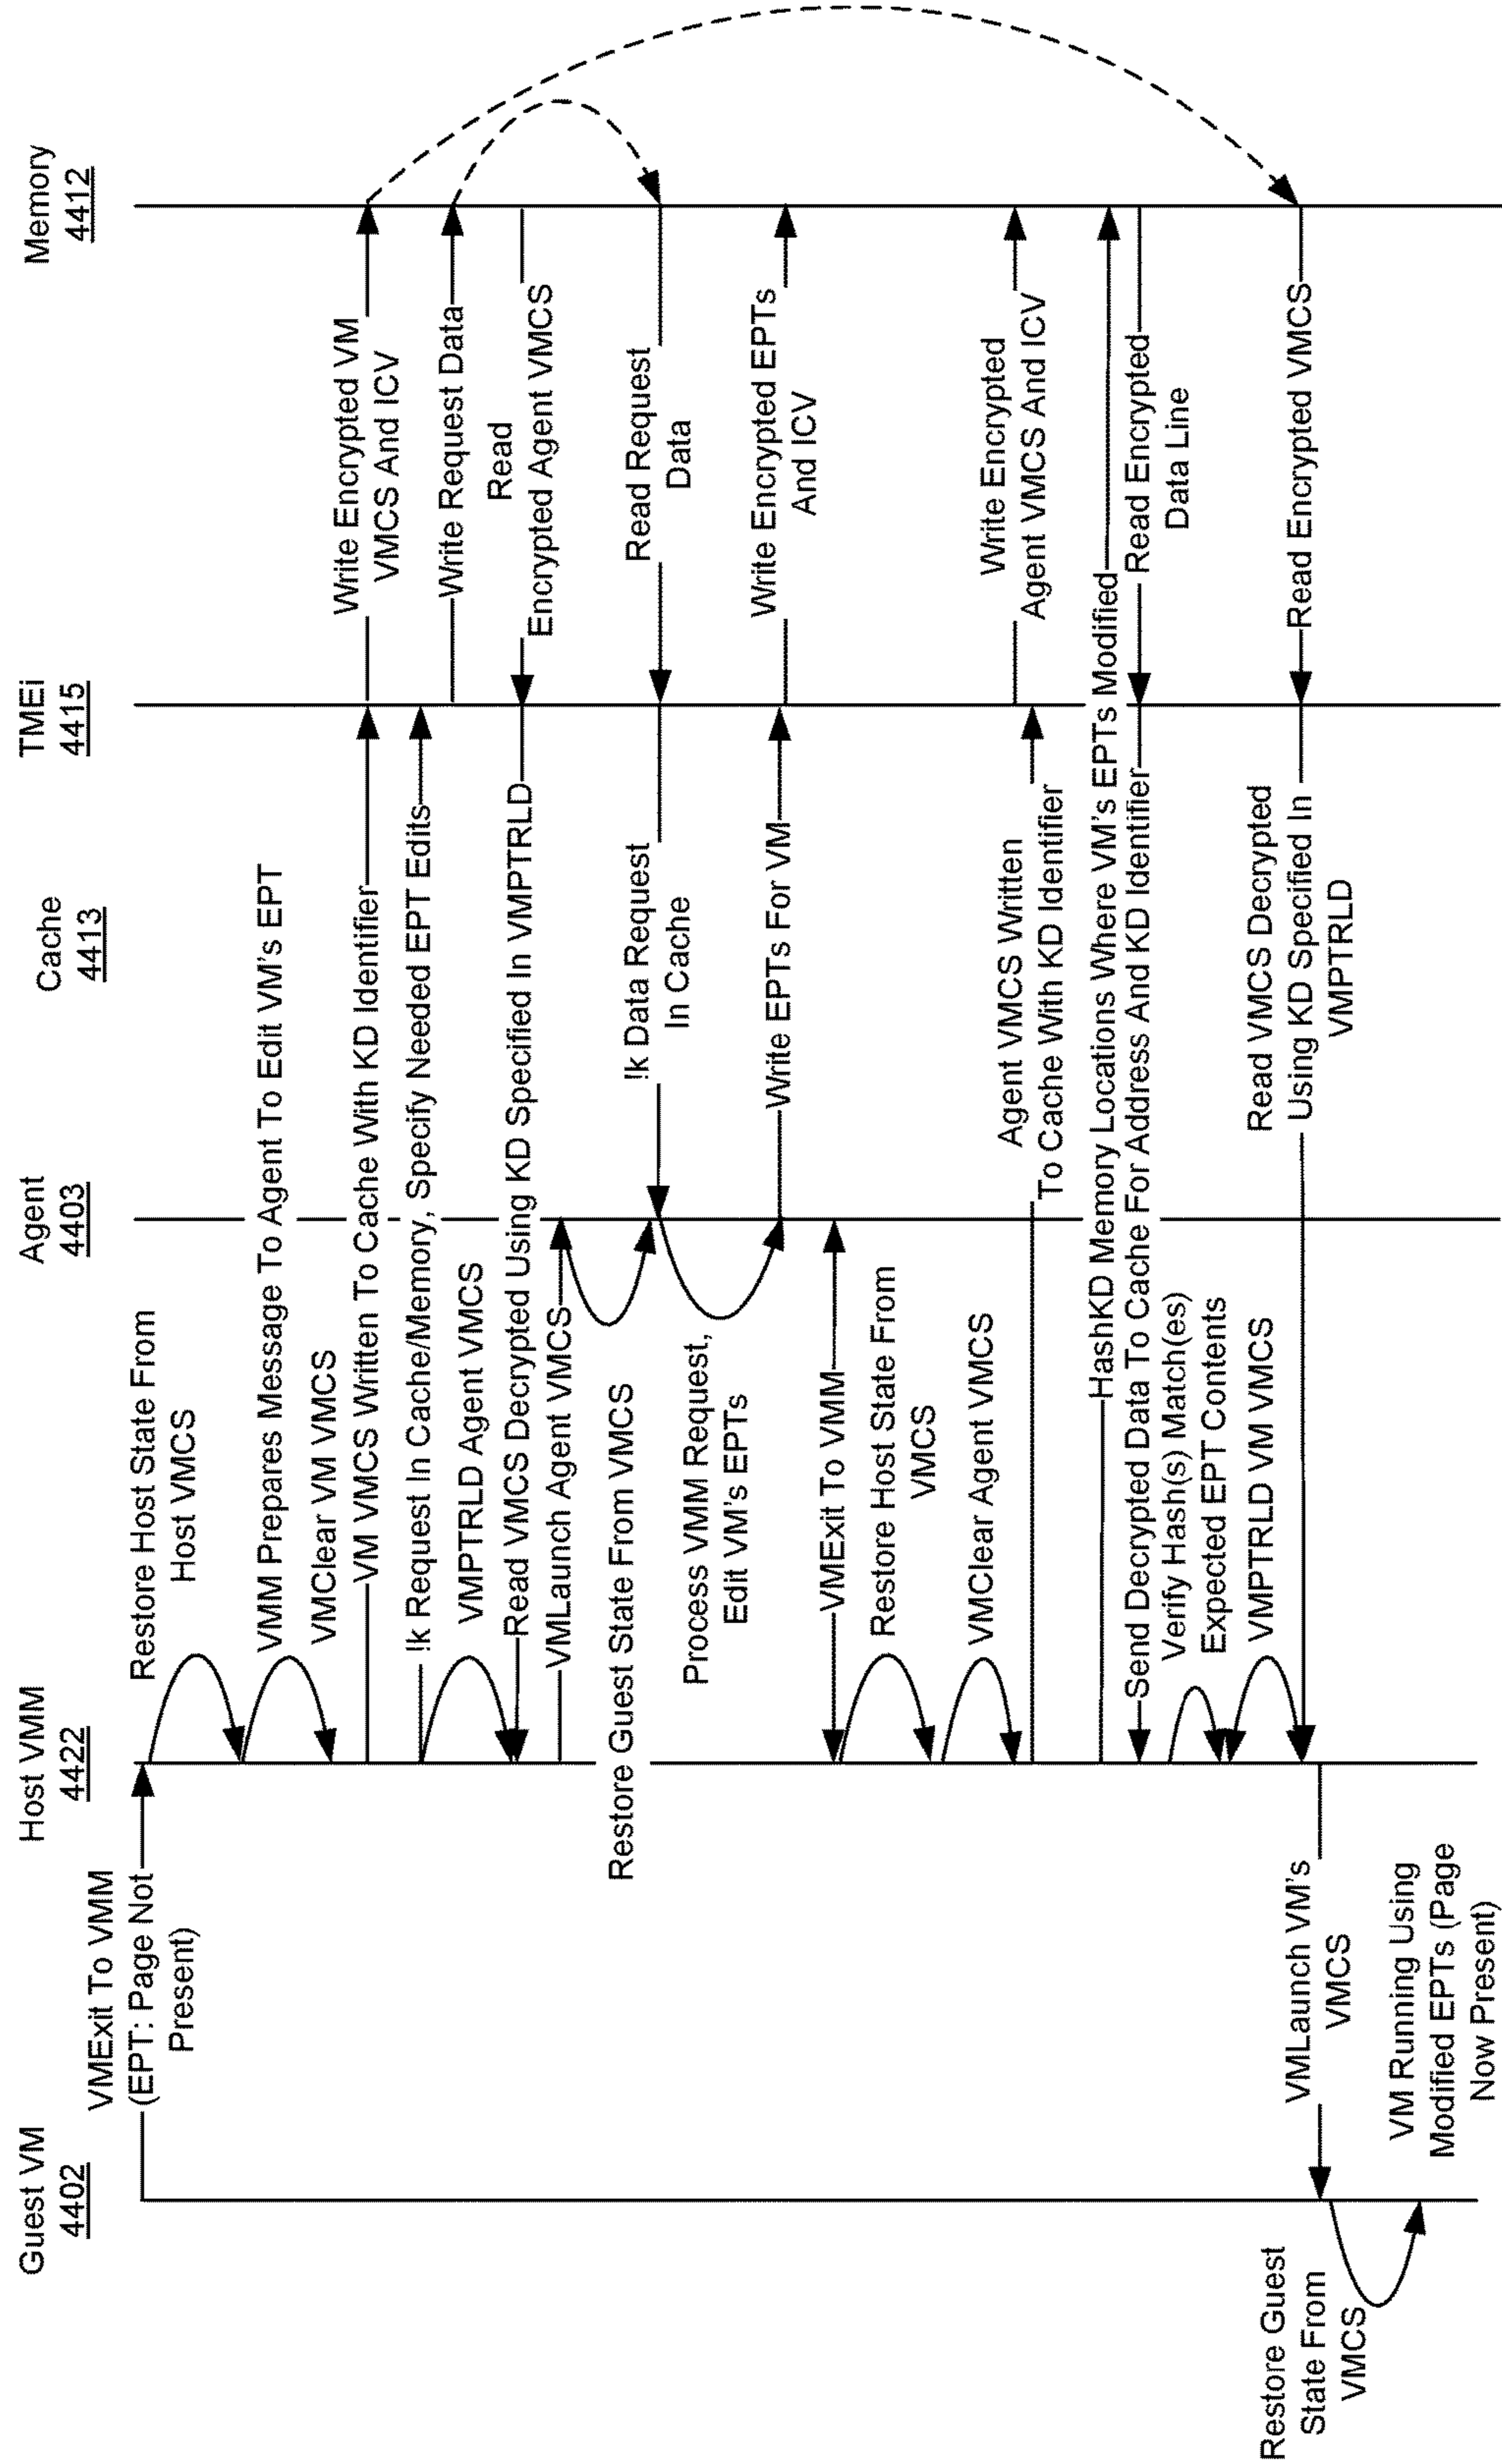 Guest VM
4402
Host VMM
4422
Agent
4403
Cache
4413
TMEi
4415
Memory
4412
VMExit To VMM
(EPT: Page Not
Present)
Restore Host State From
Host VMCS
VMM Prepares Message To Agent To Edit VM's EPT
VMClear VM VMCS
VM VMCS Written To Cache With KD Identifier
Write Encrypted VM
VMCS And ICV
!k Request In Cache/Memory, Specify Needed EPT Edits
Write Request Data
VMPTRLD Agent VMCS
Read
Encrypted Agent VMCS
Read VMCS Decrypted Using KD Specified In VMPTRLD
VMLaunch Agent VMCS
Restore Guest State From VMCS
Read Request
Data
!k Data Request
In Cache
Process VMM Request,
Edit VM's EPTs
Write EPTs For VM
Write Encrypted EPTs
And ICV
VMExit To VMM
Restore Host State From
VMCS
VMClear Agent VMCS
Agent VMCS Written
To Cache With KD Identifier
Write Encrypted
Agent VMCS And ICV
HashKD Memory Locations Where VM's EPTs Modified
Read Encrypted
Data Line
Send Decrypted Data To Cache For Address And KD Identifier
Verify Hash(s) Match(es)
Expected EPT Contents
VMPTRLD VM VMCS
Read Encrypted VMCS
Read VMCS Decrypted
Using KD Specified In
VMPTRLD
VMLaunch VM's
VMCS
Restore Guest
State From
VMCS
VM Running Using
Modified EPTs (Page
Now Present)